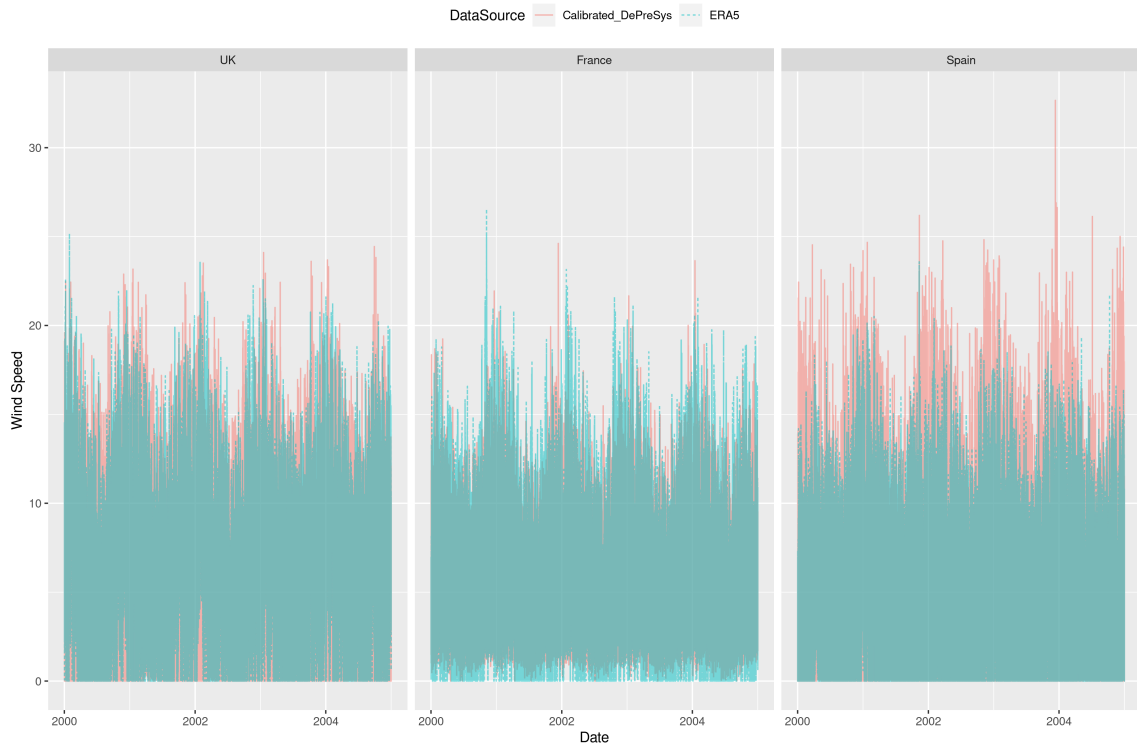 DataSource Calibrated_DePreSys ERA5
UK France Spain
30
20
10
0
2000 2002 2004 2000 2002 2004 2000 2002 2004
Wind Speed
Date